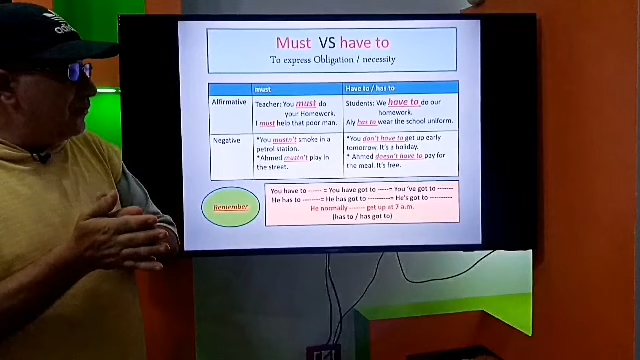 adidas
Must VS have to
To express Obligation / necessity
must
Have to / has to
Affirmative
Teacher: You must do
your Homework.
I must help that poor man.
Students: We have to do our
homework.
Aly has to wear the school uniform.
Negative
*You mustn't smoke in a
petrol station.
*Ahmed mustn't play in
the street.
*You don't have to get up early
tomorrow. It's a holiday.
* Ahmed doesn't have to pay for
the meal. It's free.
Remember
You have to ------ = You have got to ------ = You've got to -------
He has to --------= He has got to ----------= He's got to -------
He normally ------- get up at 7 a.m.
(has to / has got to)